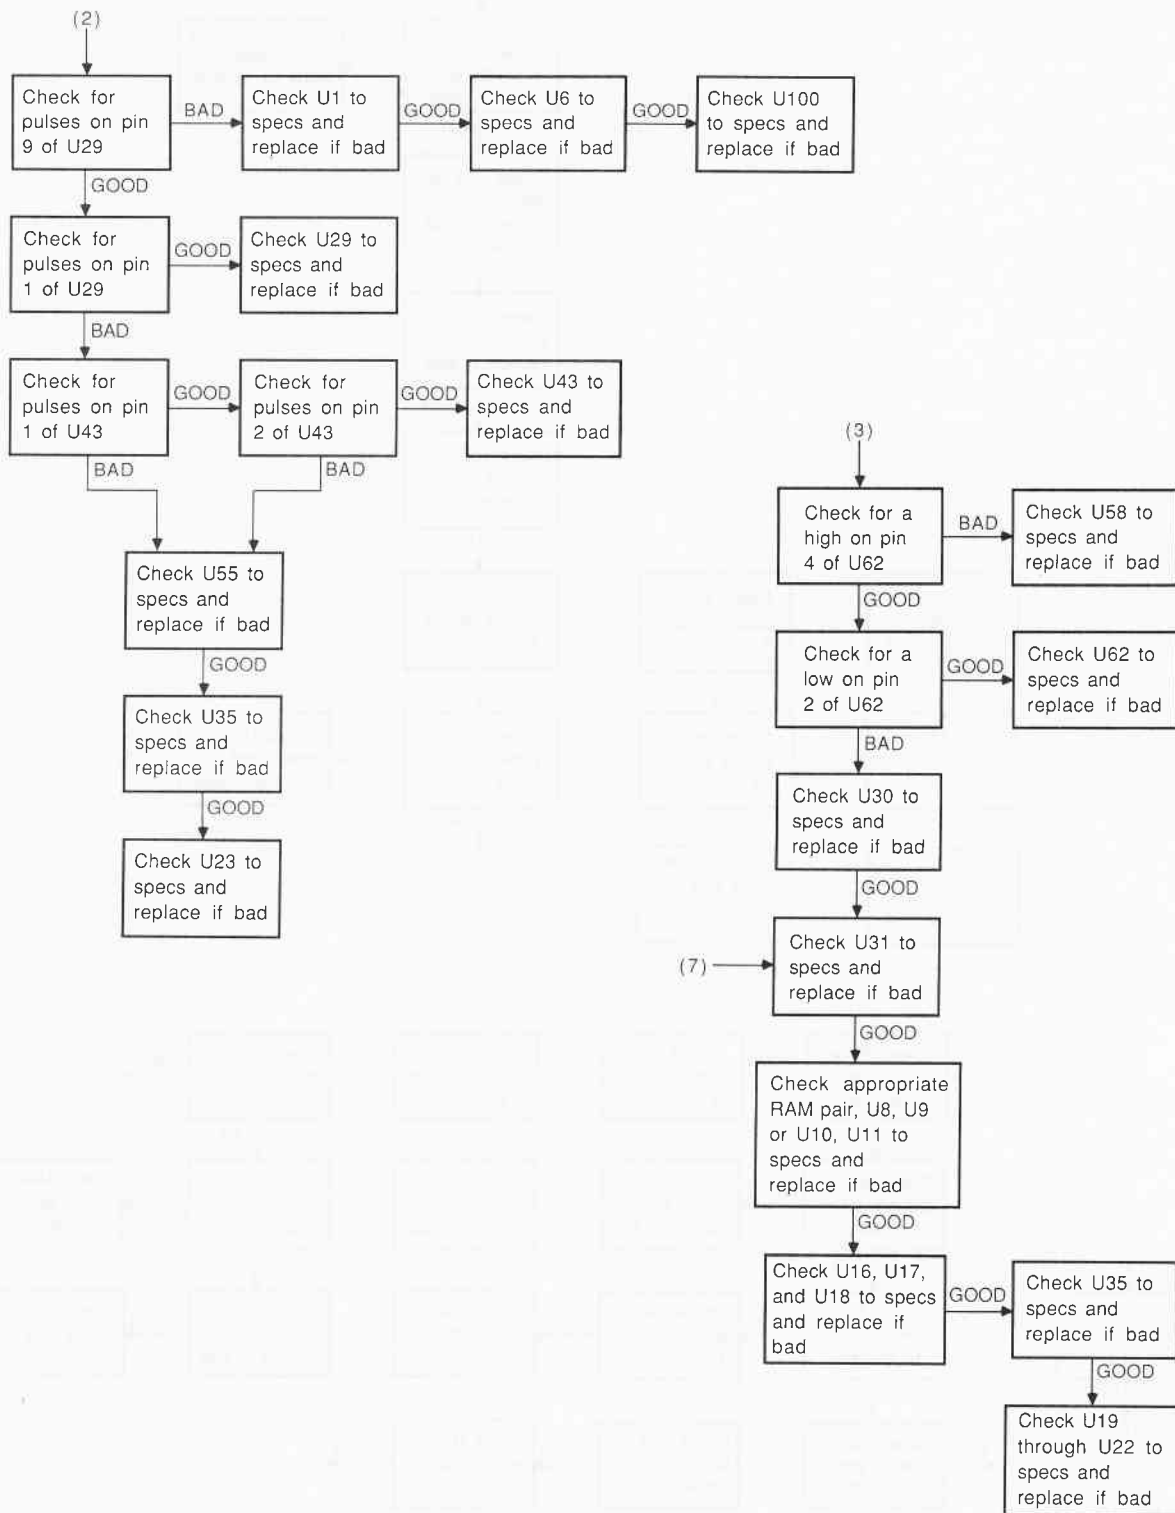 (2)
Check for
pulses on pin
9 of U29
BAD
Check U1 to
specs and
replace if bad
GOOD
Check U6 to
specs and
replace if bad
GOOD
Check U100
to specs and
replace if bad
GOOD
Check for
pulses on pin
1 of U29
GOOD
Check U29 to
specs and
replace if bad
BAD
Check for
pulses on pin
1 of U43
GOOD
Check for
pulses on pin
2 of U43
GOOD
Check U43 to
specs and
replace if bad
BAD
BAD
Check U55 to
specs and
replace if bad
GOOD
Check U35 to
specs and
replace if bad
GOOD
Check U23 to
specs and
replace if bad
(3)
Check for a
high on pin
4 of U62
BAD
Check U58 to
specs and
replace if bad
GOOD
Check for a
low on pin
2 of U62
GOOD
Check U62 to
specs and
replace if bad
BAD
Check U30 to
specs and
replace if bad
GOOD
(7)
Check U31 to
specs and
replace if bad
GOOD
Check appropriate
RAM pair, U8, U9
or U10, U11 to
specs and
replace if bad
GOOD
Check U16, U17,
and U18 to specs
and replace if
bad
GOOD
Check U35 to
specs and
replace if bad
GOOD
Check U19
through U22 to
specs and
replace if bad